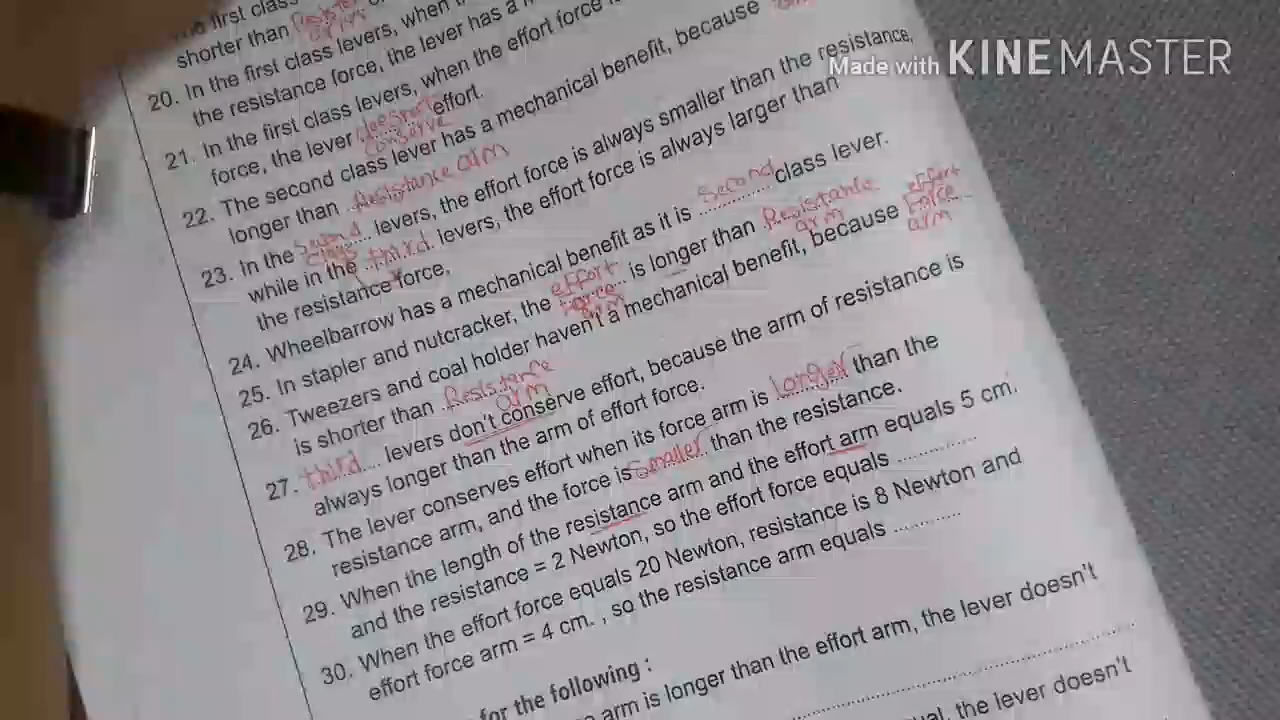 Made with KINEMASTER
first class
shorter than Resistance
20. In the first class levers, when
the resistance force, the lever has a
21. In the first class levers, when the effort force
force, the lever doesn't conserve effort.
22. The second class lever has a mechanical benefit, because
longer than Resistance arm
23. In the second class levers, the effort force is always smaller than the resistance,
while in the third levers, the effort force is always larger than
the resistance force.
24. Wheelbarrow has a mechanical benefit as it is second class lever.
25. In stapler and nutcracker, the effort force arm is longer than Resistance arm
26. Tweezers and coal holder haven't a mechanical benefit, because effort force arm
is shorter than Resistance arm
27. third levers don't conserve effort, because the arm of resistance is
always longer than the arm of effort force.
28. The lever conserves effort when its force arm is longer than the
resistance arm, and the force is smaller than the resistance.
29. When the length of the resistance arm and the effort arm equals 5 cm.
and the resistance = 2 Newton, so the effort force equals ..............
30. When the effort force equals 20 Newton, resistance is 8 Newton and
effort force arm = 4 cm. , so the resistance arm equals ..............
for the following :
arm is longer than the effort arm, the lever doesn't
the lever doesn't